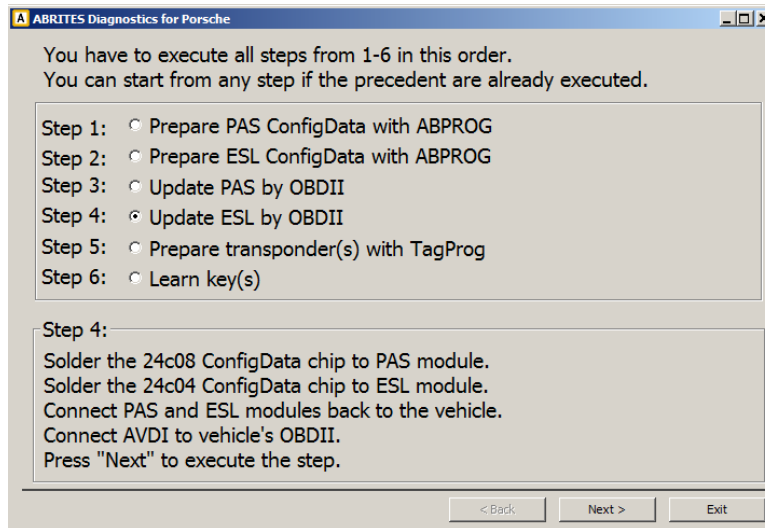 A ABRITES Diagnostics for Porsche
You have to execute all steps from 1-6 in this order.
You can start from any step if the precedent are already executed.
Step 1: Prepare PAS ConfigData with ABPROG
Step 2: Prepare ESL ConfigData with ABPROG
Step 3: Update PAS by OBDII
Step 4: Update ESL by OBDII
Step 5: Prepare transponder(s) with TagProg
Step 6: Learn key(s)
Step 4:
Solder the 24c08 ConfigData chip to PAS module.
Solder the 24c04 ConfigData chip to ESL module.
Connect PAS and ESL modules back to the vehicle.
Connect AVDI to vehicle's OBDII.
Press "Next" to execute the step.
< Back Next > Exit